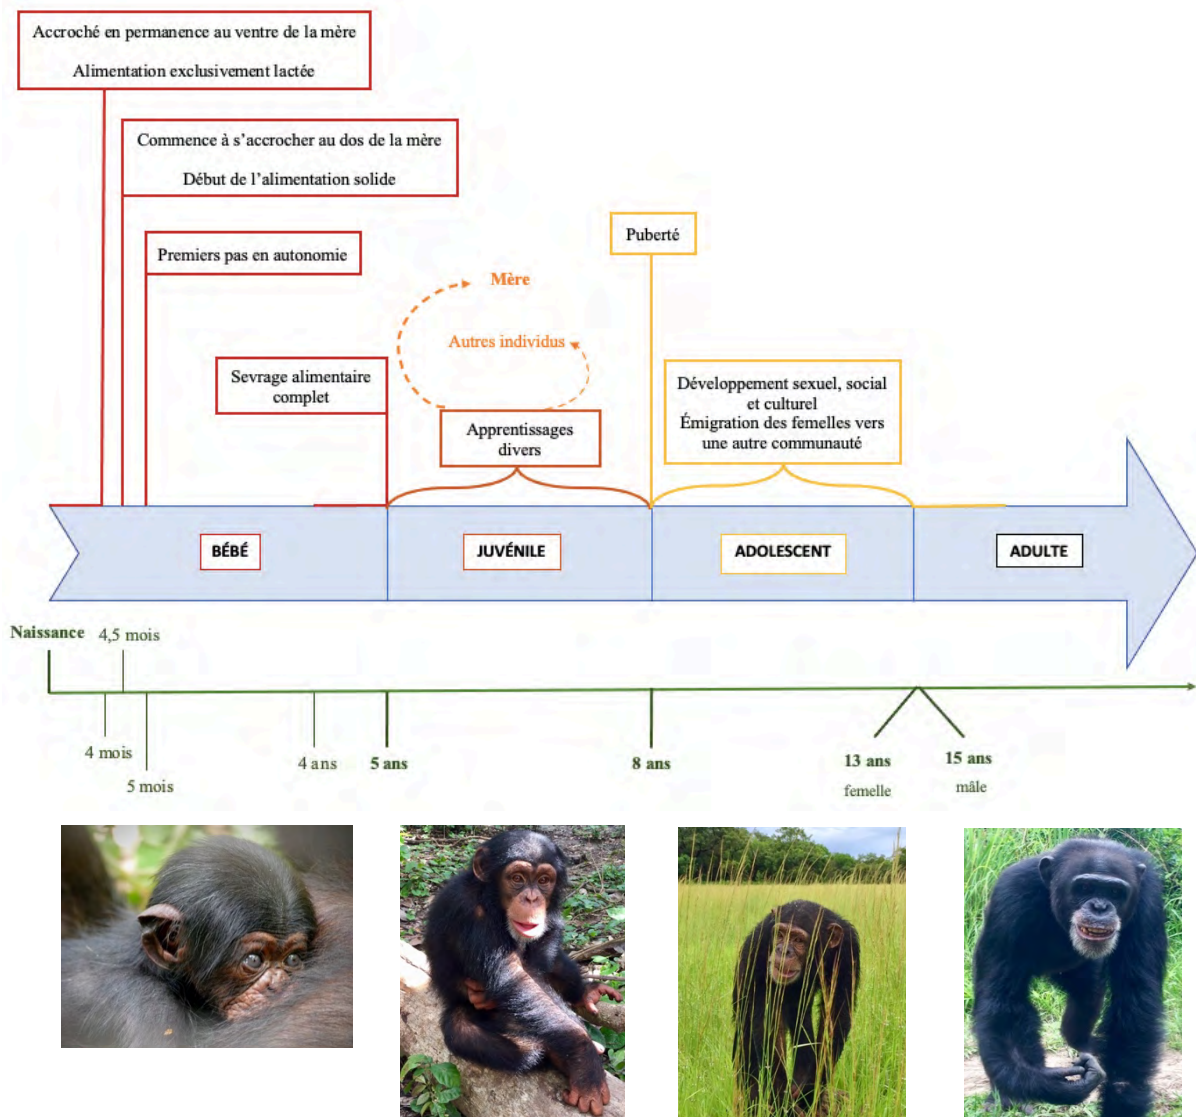 Accroché en permanence au ventre de la mère
Alimentation exclusivement lactée
Commence à s'accrocher au dos de la mère
Début de l'alimentation solide
Premiers pas en autonomie
Puberté
Mère
Autres individus
Sevrage alimentaire
complet
Apprentissages
divers
Développement sexuel, social
et culturel
Émigration des femelles vers
une autre communauté
BÉBÉ
JUVÉNILE
ADOLESCENT
ADULTE
Naissance
4,5 mois
4 mois
5 mois
4 ans
5 ans
8 ans
13 ans
femelle
15 ans
mâle